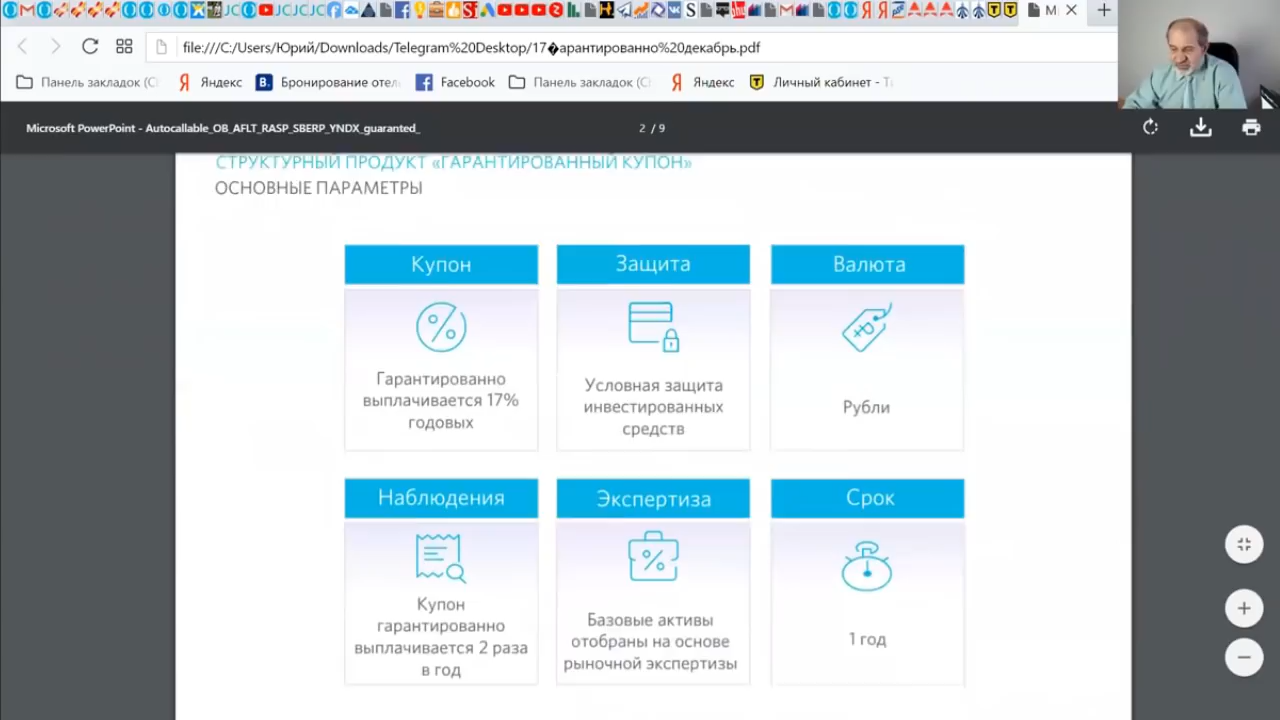 JC
JCJCJC
M
file:///C:/Users/Юрий/Downloads/Telegram%20Desktop/17�арантированно%20декабрь.pdf
Панель закладок (С
Яндекс
Бронирование отел
Facebook
Панель закладок (С
Яндекс
Личный кабинет - Т
Microsoft PowerPoint - Autocallable_OB_AFLT_RASP_SBERP_YNDX_guaranted_
2 / 9
СТРУКТУРНЫЙ ПРОДУКТ «ГАРАНТИРОВАННЫЙ КУПОН»
ОСНОВНЫЕ ПАРАМЕТРЫ
Купон
Гарантированно
выплачивается 17%
годовых
Защита
Условная защита
инвестированных
средств
Валюта
Рубли
Наблюдения
Купон
гарантированно
выплачивается 2 раза
в год
Экспертиза
Базовые активы
отобраны на основе
рыночной экспертизы
Срок
1 год